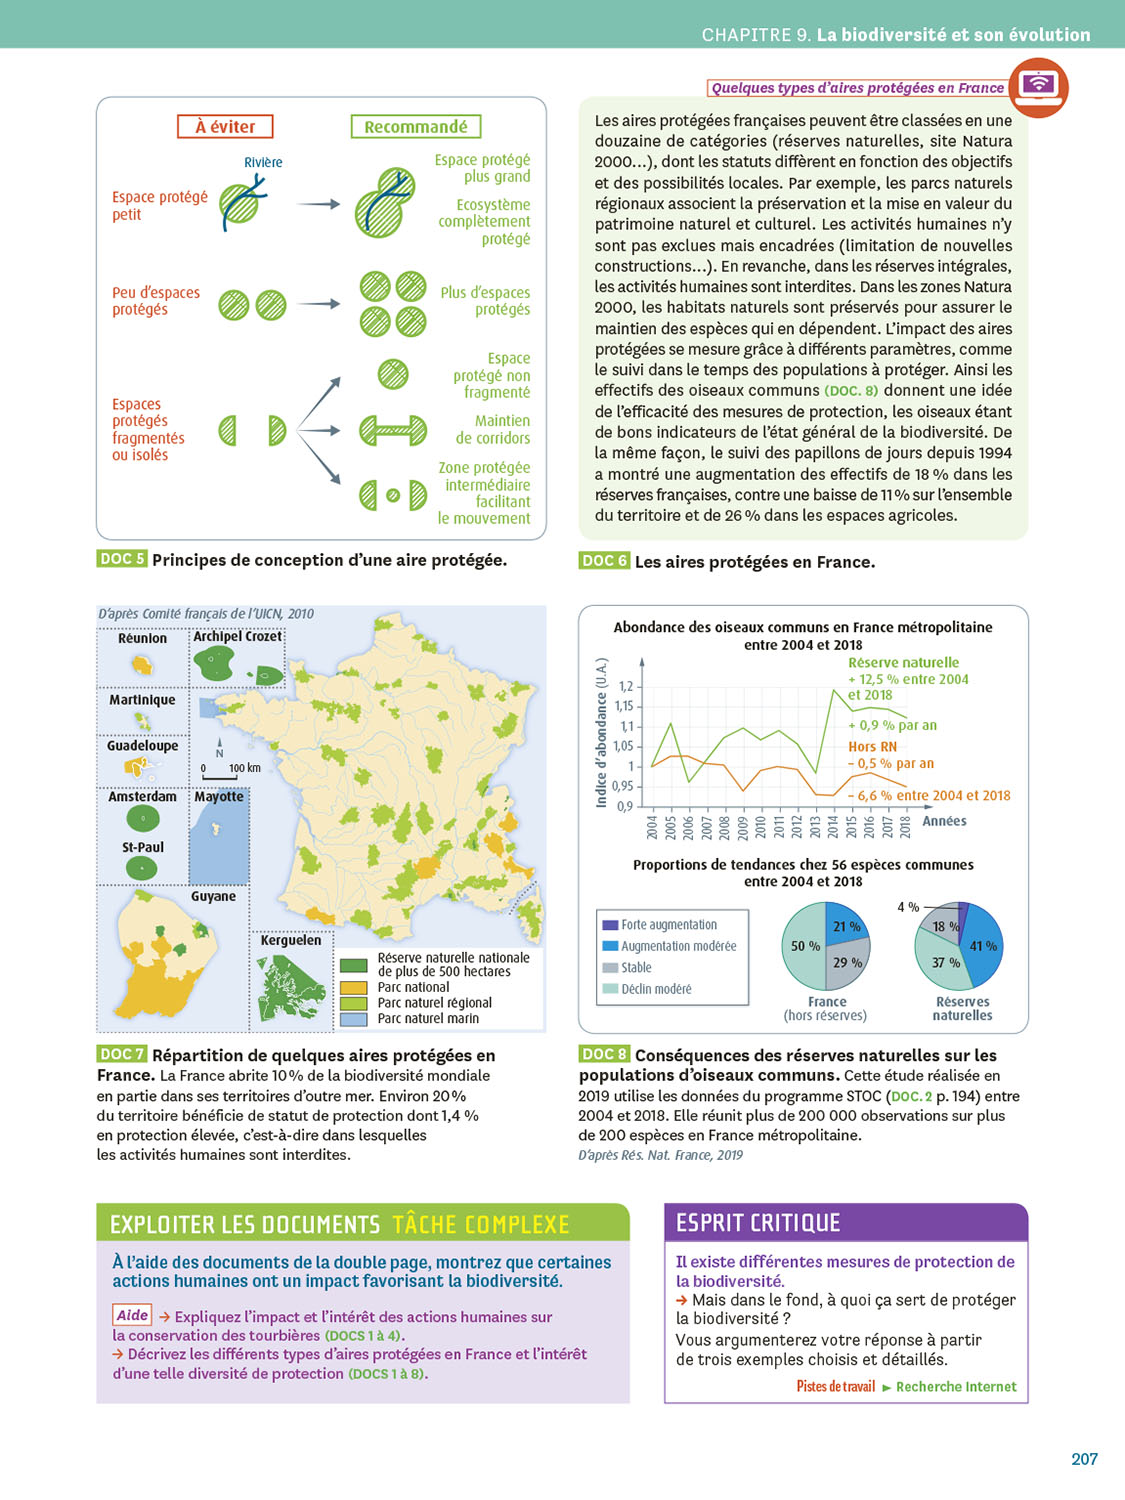 CHAPITRE 9. La biodiversité et son évolution
À éviter
Recommandé
Rivière
Espace protégé
petit
Espace protégé
plus grand
Ecosystème
complètement
protégé
Peu d'espaces
protégés
Plus d'espaces
protégés
Espaces
protégés
fragmentés
ou isolés
Espace
protégé non
fragmenté
Maintien
de corridors
Zone protégée
intermédiaire
facilitant
le mouvement
DOC 5 Principes de conception d'une aire protégée.
Quelques types d'aires protégées en France
Les aires protégées françaises peuvent être classées en une
douzaine de catégories (réserves naturelles, site Natura
2000...), dont les statuts diffèrent en fonction des objectifs
et des possibilités locales. Par exemple, les parcs naturels
régionaux associent la préservation et la mise en valeur du
patrimoine naturel et culturel. Les activités humaines n'y
sont pas exclues mais encadrées (limitation de nouvelles
constructions...). En revanche, dans les réserves intégrales,
les activités humaines sont interdites. Dans les zones Natura
2000, les habitats naturels sont préservés pour assurer le
maintien des espèces qui en dépendent. L'impact des aires
protégées se mesure grâce à différents paramètres, comme
le suivi dans le temps des populations à protéger. Ainsi les
effectifs des oiseaux communs (DOC. 8) donnent une idée
de l'efficacité des mesures de protection, les oiseaux étant
de bons indicateurs de l'état général de la biodiversité. De
la même façon, le suivi des papillons de jours depuis 1994
a montré une augmentation des effectifs de 18 % dans les
réserves françaises, contre une baisse de 11 % sur l'ensemble
du territoire et de 26 % dans les espaces agricoles.
DOC 6 Les aires protégées en France.
D'après Comité français de l'UICN, 2010
Réunion
Archipel Crozet
Martinique
Guadeloupe
N
0 100 km
Amsterdam
Mayotte
St-Paul
Guyane
Kerguelen
Réserve naturelle nationale
de plus de 500 hectares
Parc national
Parc naturel régional
Parc naturel marin
DOC 7 Répartition de quelques aires protégées en
France. La France abrite 10 % de la biodiversité mondiale
en partie dans ses territoires d'outre mer. Environ 20 %
du territoire bénéficie de statut de protection dont 1,4 %
en protection élevée, c'est-à-dire dans lesquelles
les activités humaines sont interdites.
Abondance des oiseaux communs en France métropolitaine
entre 2004 et 2018
Indice d'abondance (U.A.)
1,2
1,15
1,1
1,05
1
0,95
0,9
Réserve naturelle
+ 12,5 % entre 2004
et 2018
+ 0,9 % par an
Hors RN
– 0,5 % par an
– 6,6 % entre 2004 et 2018
2004 2005 2006 2007 2008 2009 2010 2011 2012 2013 2014 2015 2016 2017 2018
Années
Proportions de tendances chez 56 espèces communes
entre 2004 et 2018
Forte augmentation
Augmentation modérée
Stable
Déclin modéré
50 %
21 %
29 %
France
(hors réserves)
4 %
18 %
41 %
37 %
Réserves
naturelles
DOC 8 Conséquences des réserves naturelles sur les
populations d'oiseaux communs. Cette étude réalisée en
2019 utilise les données du programme STOC (DOC. 2 p. 194) entre
2004 et 2018. Elle réunit plus de 200 000 observations sur plus
de 200 espèces en France métropolitaine.
D'après Rés. Nat. France, 2019
EXPLOITER LES DOCUMENTS TÂCHE COMPLEXE
À l'aide des documents de la double page, montrez que certaines
actions humaines ont un impact favorisant la biodiversité.
Aide → Expliquez l'impact et l'intérêt des actions humaines sur
la conservation des tourbières (DOCS 1 à 4).
→ Décrivez les différents types d'aires protégées en France et l'intérêt
d'une telle diversité de protection (DOCS 1 à 8).
ESPRIT CRITIQUE
Il existe différentes mesures de protection de
la biodiversité.
→ Mais dans le fond, à quoi ça sert de protéger
la biodiversité ?
Vous argumenterez votre réponse à partir
de trois exemples choisis et détaillés.
Pistes de travail ► Recherche Internet
207